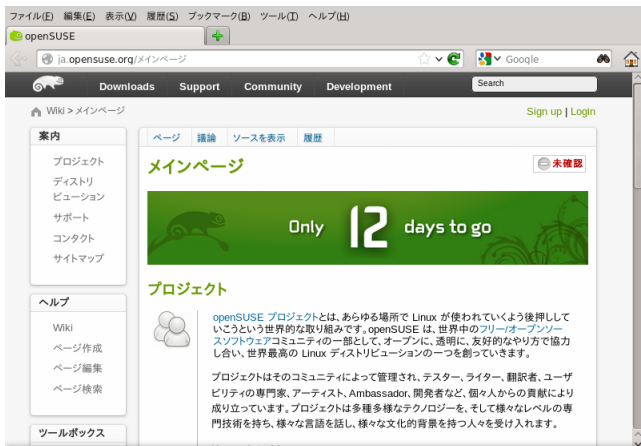 ファイル(F) 編集(E) 表示(V) 履歴(S) ブックマーク(B) ツール(T) ヘルプ(H)
openSUSE
ja.opensuse.org/メインページ
Google
Downloads Support Community Development
Search
Wiki > メインページ
Sign up | Login
案内
プロジェクト
ディストリ
ビューション
サポート
コンタクト
サイトマップ
ヘルプ
Wiki
ページ作成
ページ編集
ページ検索
ツールボックス
ページ 議論 ソースを表示 履歴
メインページ
未確認
Only 12 days to go
プロジェクト
openSUSE プロジェクトとは、あらゆる場所で Linux が使われていくよう後押しして
いこうという世界的な取り組みです。openSUSE は、世界中のフリー/オープンソー
スソフトウェアコミュニティの一部として、オープンに、透明に、友好的なやり方で協力
し合い、世界最高の Linux ディストリビューションの一つを創っていきます。
プロジェクトはそのコミュニティによって管理され、テスター、ライター、翻訳者、ユーザ
ビリティの専門家、アーティスト、Ambassador、開発者など、個々人からの貢献により
成り立っています。プロジェクトは多種多様なテクノロジーを、そして様々なレベルの専
門技術を持ち、様々な言語を話し、様々な文化的背景を持つ人々を受け入れます。